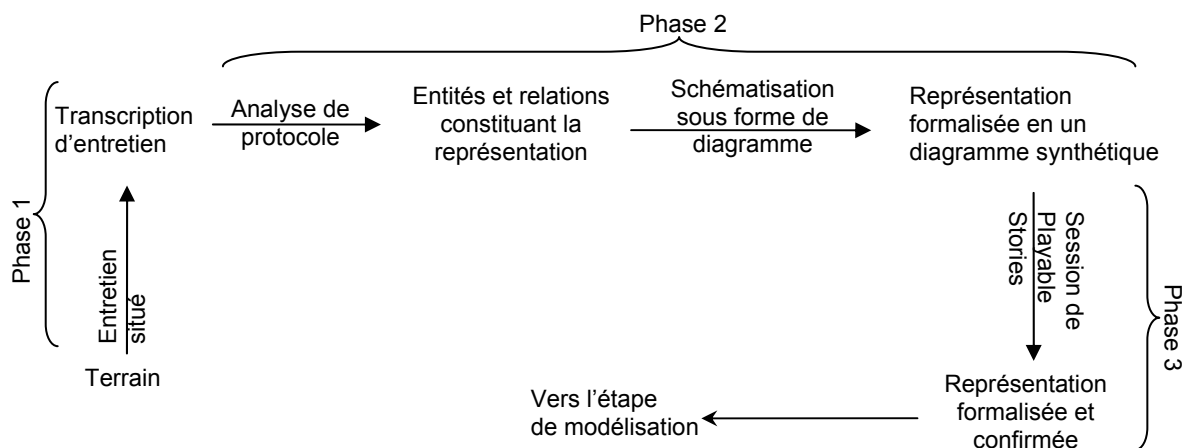 Phase 2
Phase 1
Transcription
d’entretien
Analyse de
protocole
Entités et relations
constituant la
représentation
Schématisation
sous forme de
diagramme
Représentation
formalisée en un
diagramme synthétique
Entretien
situé
Terrain
Session de
Playable
Stories
Phase 3
Représentation
formalisée et
confirmée
Vers l’étape
de modélisation